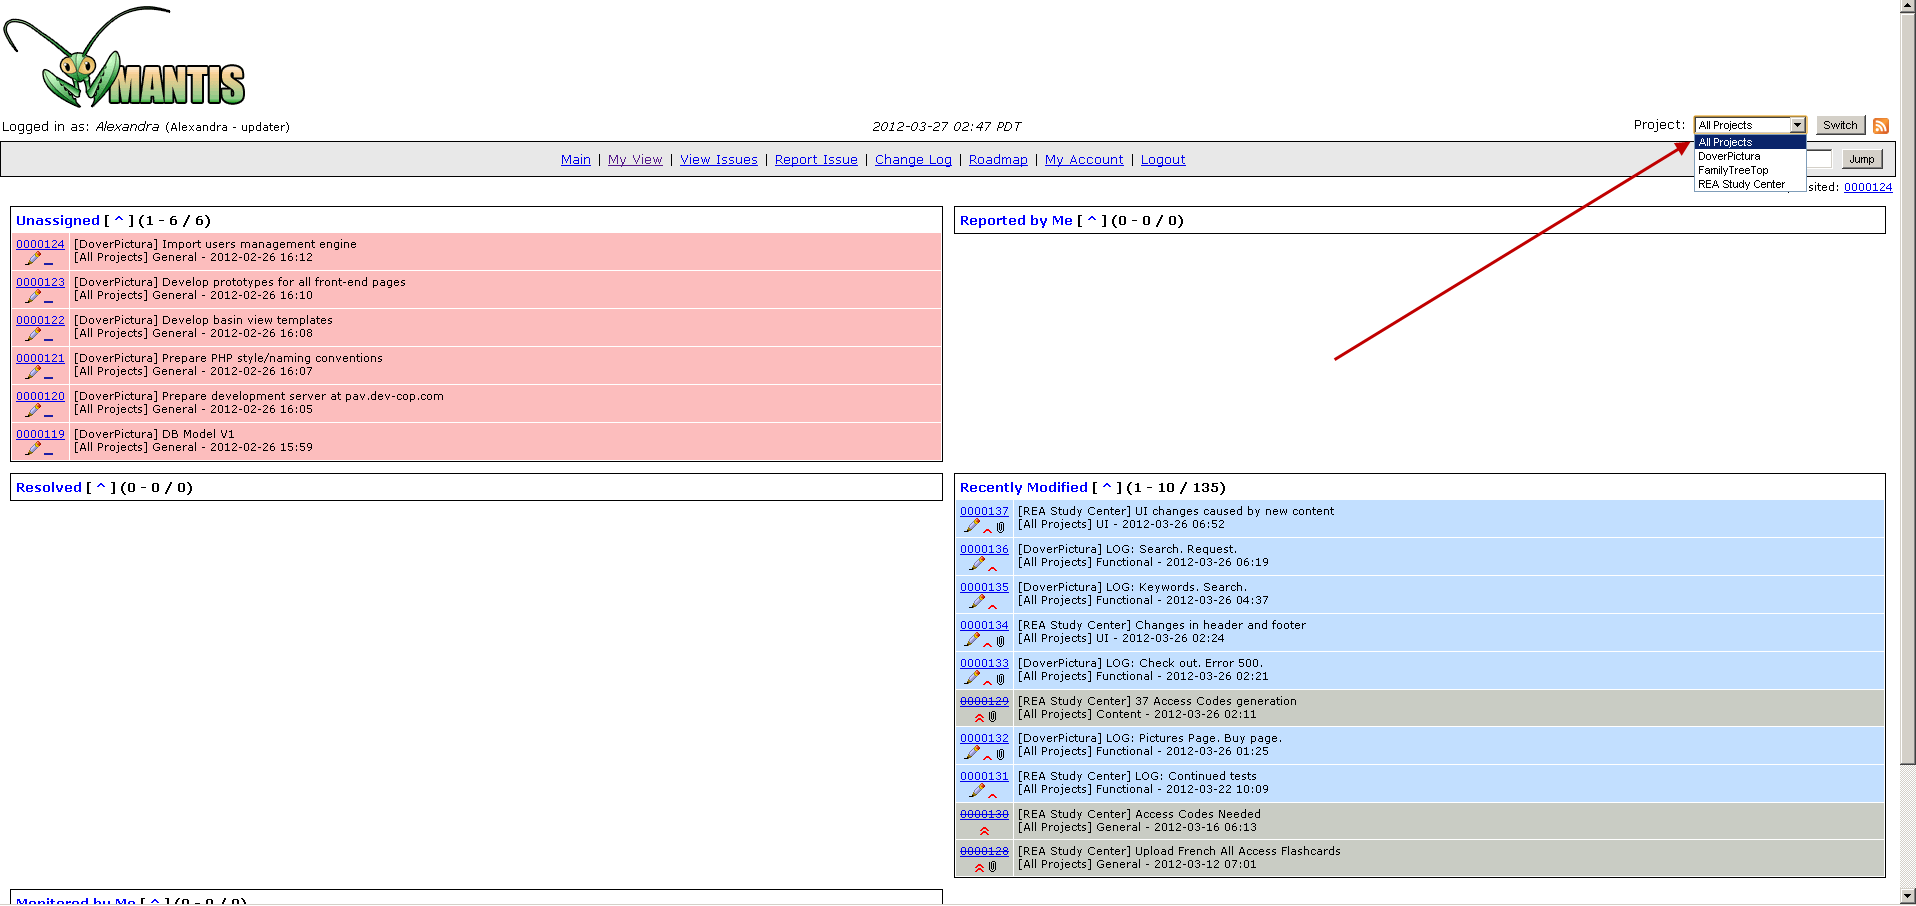 MANTIS
Logged in as: Alexandra (Alexandra - updater)
2012-03-27 02:47 PDT
Project: All Projects Switch
All Projects
DoverPictura
FamilyTreeTop
REA Study Center
Main | My View | View Issues | Report Issue | Change Log | Roadmap | My Account | Logout
Jump
sited: 0000124
Unassigned [ ^ ] (1 - 6 / 6)
0000124 [DoverPictura] Import users management engine
[All Projects] General - 2012-02-26 16:12
0000123 [DoverPictura] Develop prototypes for all front-end pages
[All Projects] General - 2012-02-26 16:10
0000122 [DoverPictura] Develop basin view templates
[All Projects] General - 2012-02-26 16:08
0000121 [DoverPictura] Prepare PHP style/naming conventions
[All Projects] General - 2012-02-26 16:07
0000120 [DoverPictura] Prepare development server at pav.dev-cop.com
[All Projects] General - 2012-02-26 16:05
0000119 [DoverPictura] DB Model V1
[All Projects] General - 2012-02-26 15:59
Reported by Me [ ^ ] (0 - 0 / 0)
Resolved [ ^ ] (0 - 0 / 0)
Recently Modified [ ^ ] (1 - 10 / 135)
0000137 [REA Study Center] UI changes caused by new content
[All Projects] UI - 2012-03-26 06:52
0000136 [DoverPictura] LOG: Search. Request.
[All Projects] Functional - 2012-03-26 06:19
0000135 [DoverPictura] LOG: Keywords. Search.
[All Projects] Functional - 2012-03-26 04:37
0000134 [REA Study Center] Changes in header and footer
[All Projects] UI - 2012-03-26 02:24
0000133 [DoverPictura] LOG: Check out. Error 500.
[All Projects] Functional - 2012-03-26 02:21
0000129 [REA Study Center] 37 Access Codes generation
[All Projects] Content - 2012-03-26 02:11
0000132 [DoverPictura] LOG: Pictures Page. Buy page.
[All Projects] Functional - 2012-03-26 01:25
0000131 [REA Study Center] LOG: Continued tests
[All Projects] Functional - 2012-03-22 10:09
0000130 [REA Study Center] Access Codes Needed
[All Projects] General - 2012-03-16 06:13
0000128 [REA Study Center] Upload French All Access Flashcards
[All Projects] General - 2012-03-12 07:01
Monitored by Me [ ^ ] (0 - 0 / 0)